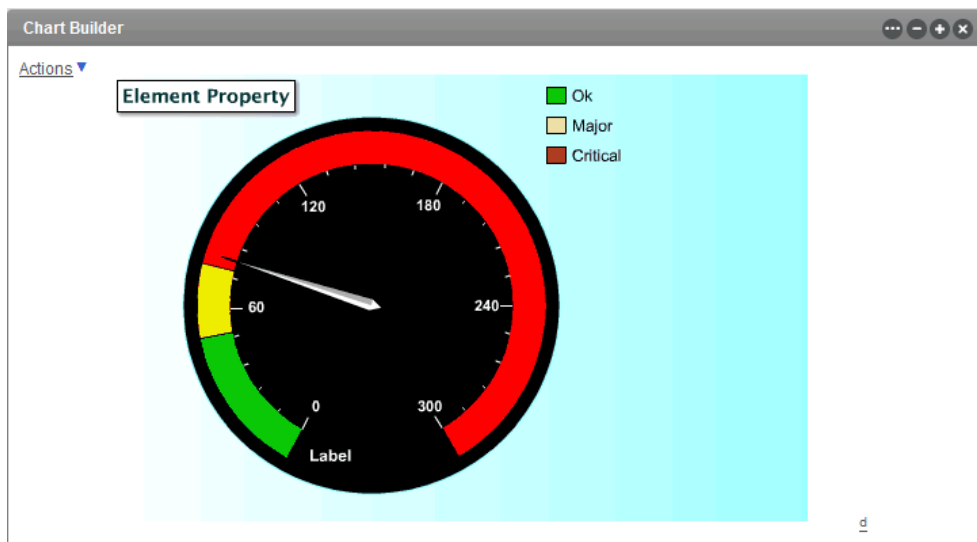 Chart Builder
Actions
Element Property
Ok
Major
Critical
120
180
60
240
0
300
Label
d